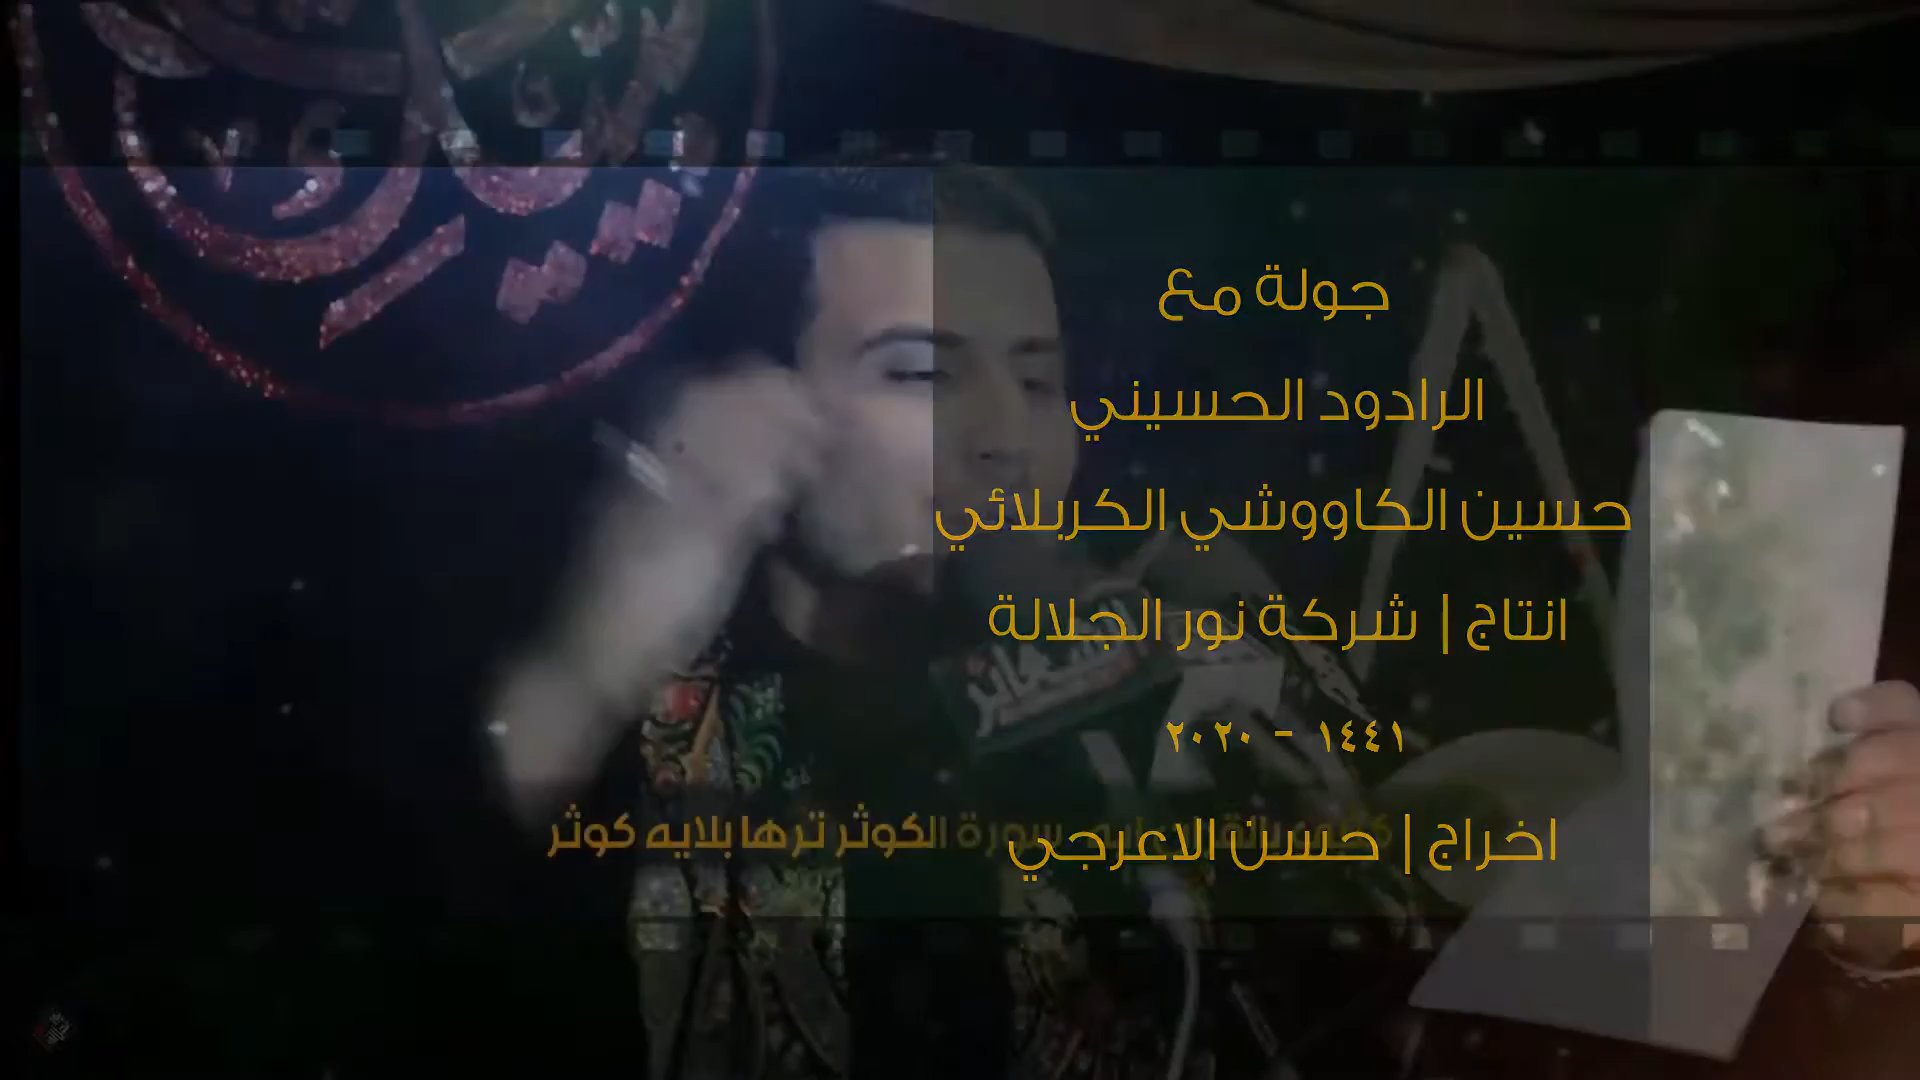 جولة مع
الرادود الحسيني
حسين الكاووشي الكربلائي
انتاج | شركة نور الجلالة
١٤٤١ - ٢٠٢٠
اخراج | حسن الاعرجي
سورة الكوثر ترها بلايه كوثر